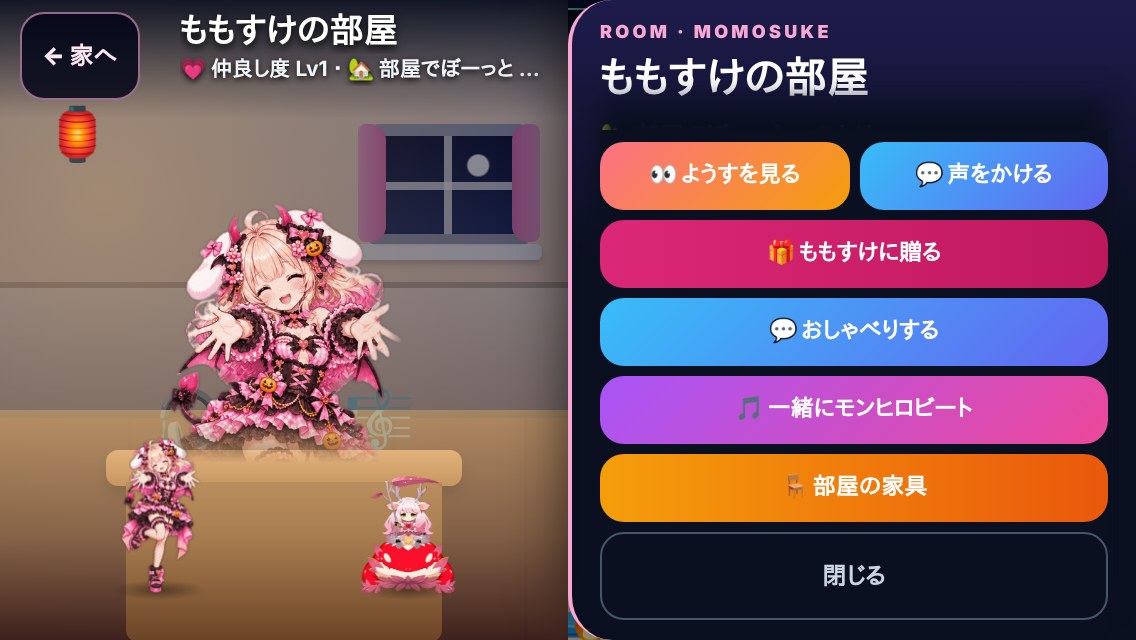 ← 家へ
ももすけの部屋
💗 仲良し度 Lv1・🏡 部屋でぼーっと …
ROOM · MOMOSUKE
ももすけの部屋
👀 ようすを見る
💬 声をかける
🎁 ももすけに贈る
💬 おしゃべりする
🎵 一緒にモンヒロビート
🪑 部屋の家具
閉じる